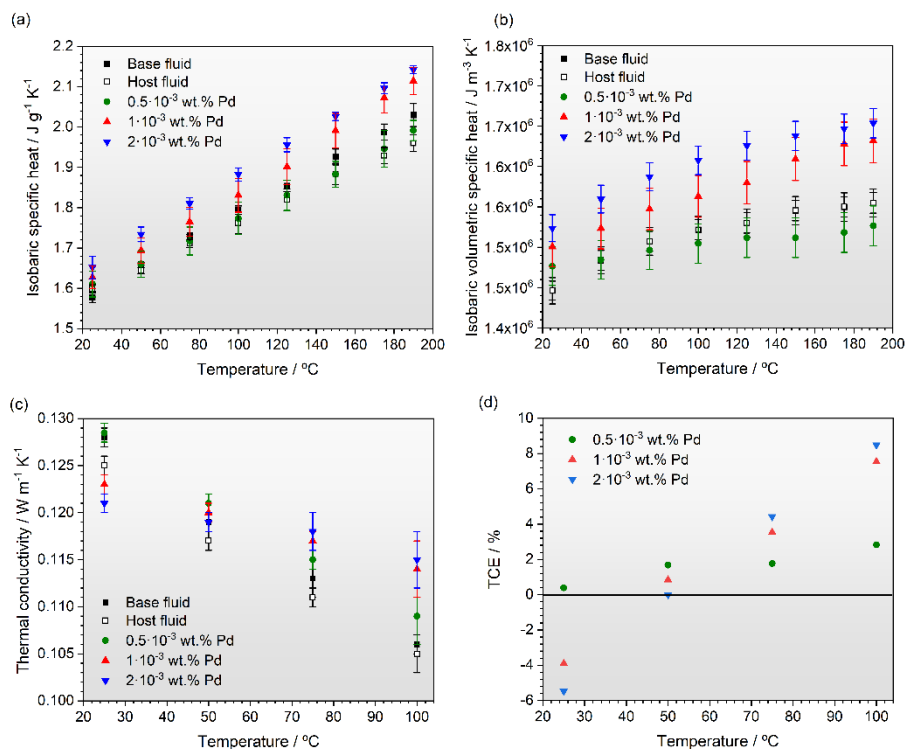 (a)
Isobaric specific heat / J g⁻¹ K⁻¹
2.2
2.1
2.0
1.9
1.8
1.7
1.6
1.5
Base fluid
Host fluid
0.5·10⁻³ wt.% Pd
1·10⁻³ wt.% Pd
2·10⁻³ wt.% Pd
20 40 60 80 100 120 140 160 180 200
Temperature / ºC
(b)
Isobaric volumetric specific heat / J m⁻³ K⁻¹
1.8x10⁶
1.7x10⁶
1.6x10⁶
1.6x10⁶
1.5x10⁶
1.5x10⁶
1.4x10⁶
Base fluid
Host fluid
0.5·10⁻³ wt.% Pd
1·10⁻³ wt.% Pd
2·10⁻³ wt.% Pd
20 40 60 80 100 120 140 160 180 200
Temperature / ºC
(c)
Thermal conductivity / W m⁻¹ K⁻¹
0.130
0.125
0.120
0.115
0.110
0.105
0.100
Base fluid
Host fluid
0.5·10⁻³ wt.% Pd
1·10⁻³ wt.% Pd
2·10⁻³ wt.% Pd
20 30 40 50 60 70 80 90 100
Temperature / ºC
(d)
TCE / %
10
8
6
4
2
0
-2
-4
-6
0.5·10⁻³ wt.% Pd
1·10⁻³ wt.% Pd
2·10⁻³ wt.% Pd
20 30 40 50 60 70 80 90 100
Temperature / ºC